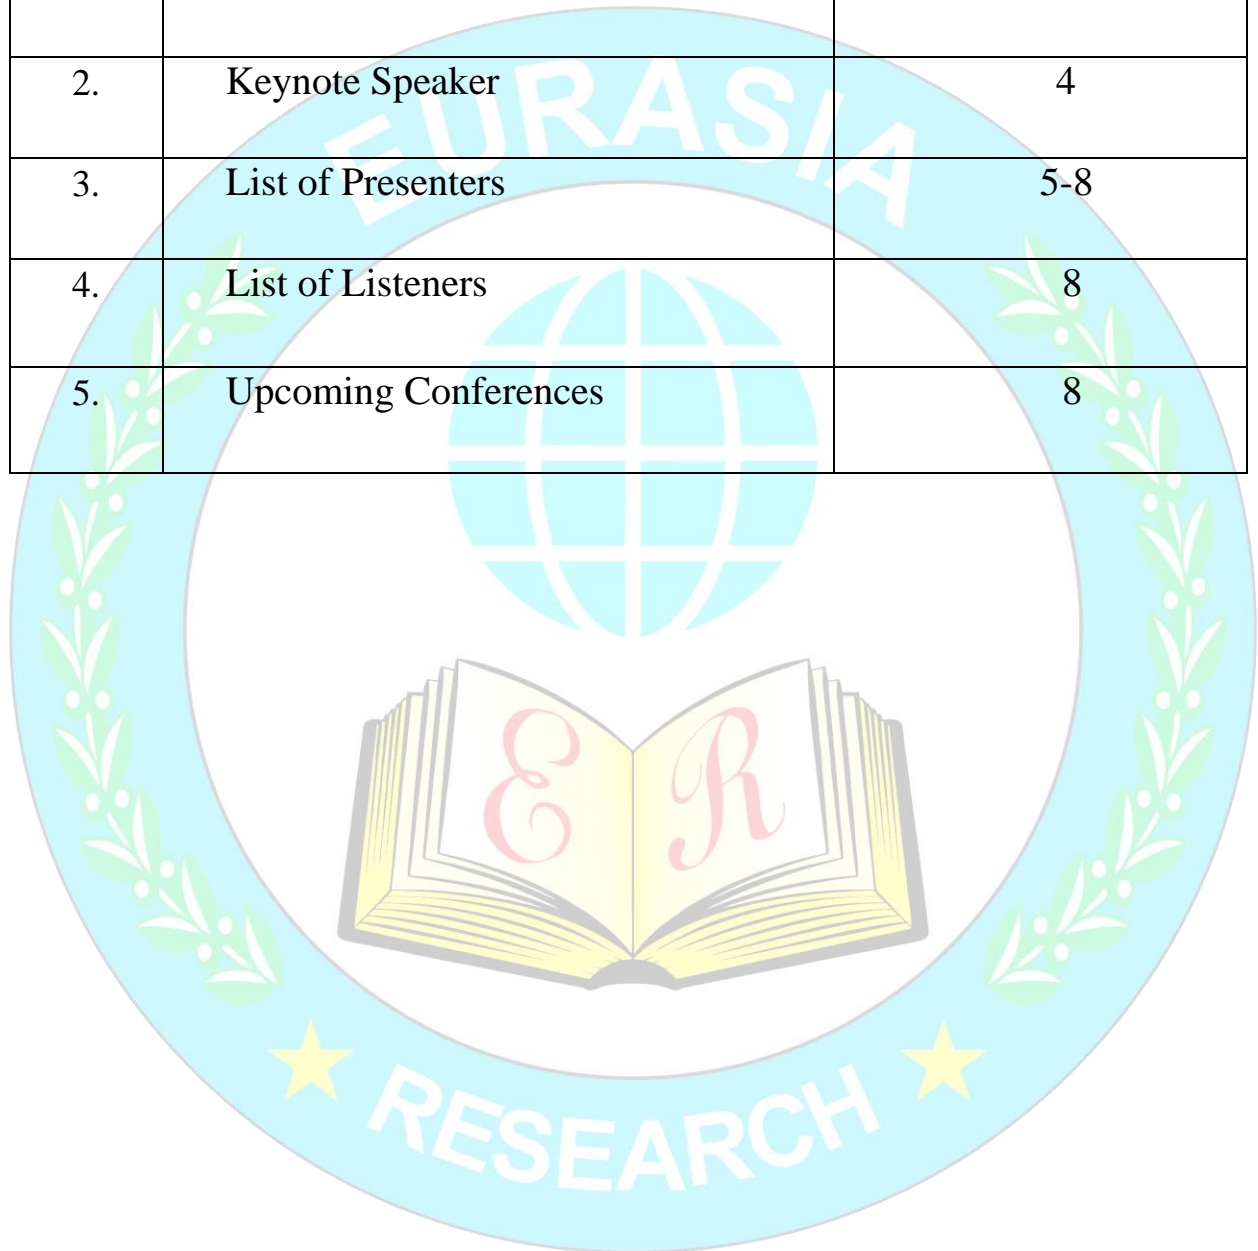 2. Keynote Speaker 4
3. List of Presenters 5-8
4. List of Listeners 8
5. Upcoming Conferences 8
EURASIA
E R
RESEARCH